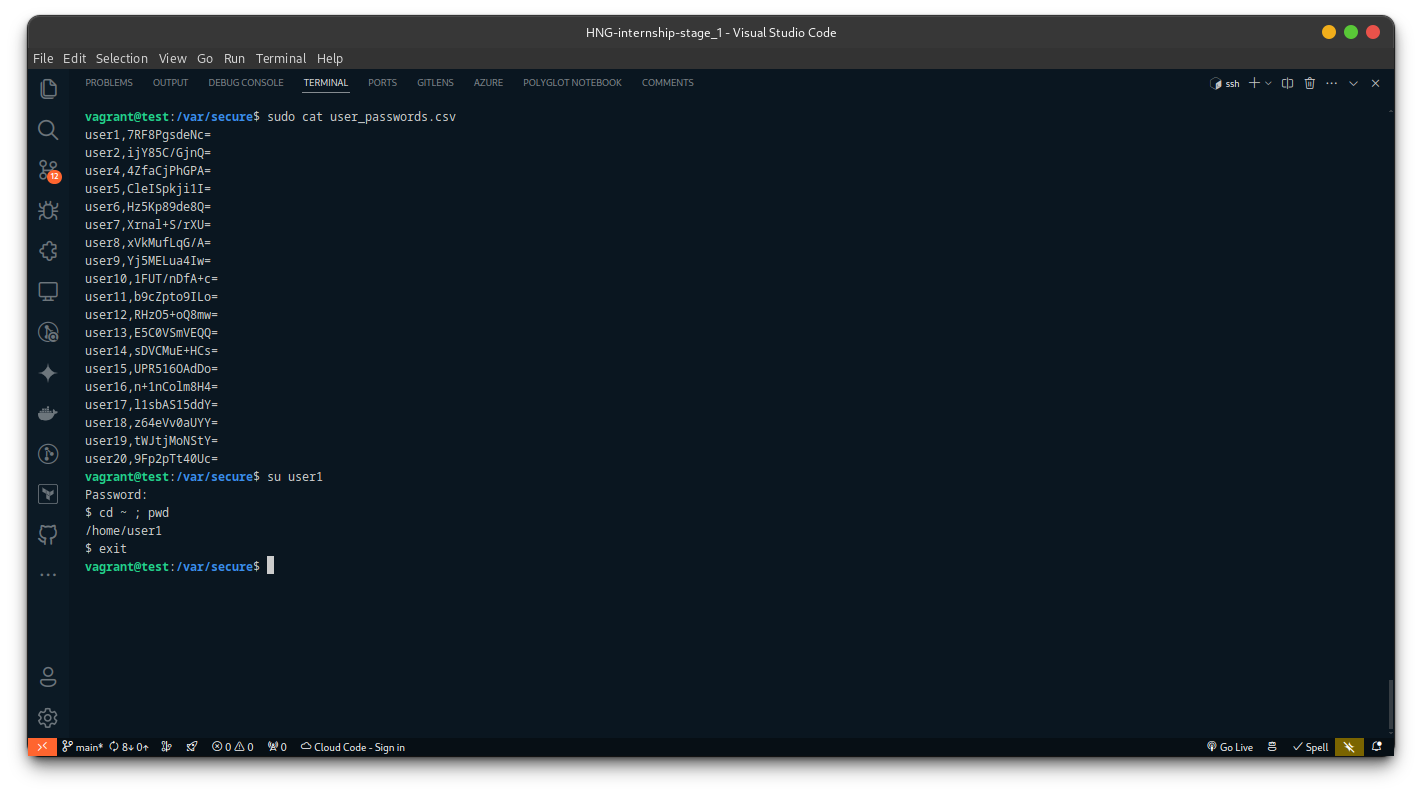 HNG-internship-stage_1 - Visual Studio Code
File Edit Selection View Go Run Terminal Help
PROBLEMS OUTPUT DEBUG CONSOLE TERMINAL PORTS GITLENS AZURE POLYGLOT NOTEBOOK COMMENTS
ssh
12
vagrant@test:/var/secure$ sudo cat user_passwords.csv
user1,7RF8PgsdeNc=
user2,ijY85C/GjnQ=
user4,4ZfaCjPhGPA=
user5,CleISpkji1I=
user6,Hz5Kp89de8Q=
user7,Xrnal+S/rXU=
user8,xVkMufLqG/A=
user9,Yj5MELua4Iw=
user10,1FUT/nDfA+c=
user11,b9cZpto9ILo=
user12,RHzO5+oQ8mw=
user13,E5C0VSmVEQQ=
user14,sDVCMuE+HCs=
user15,UPR516OAdDo=
user16,n+1nColm8H4=
user17,l1sbAS15ddY=
user18,z64eVv0aUYY=
user19,tWJtjMoNStY=
user20,9Fp2pTt40Uc=
vagrant@test:/var/secure$ su user1
Password:
$ cd ~ ; pwd
/home/user1
$ exit
vagrant@test:/var/secure$
main* 8↓ 0↑ 0 0 0 Cloud Code - Sign in Go Live Spell